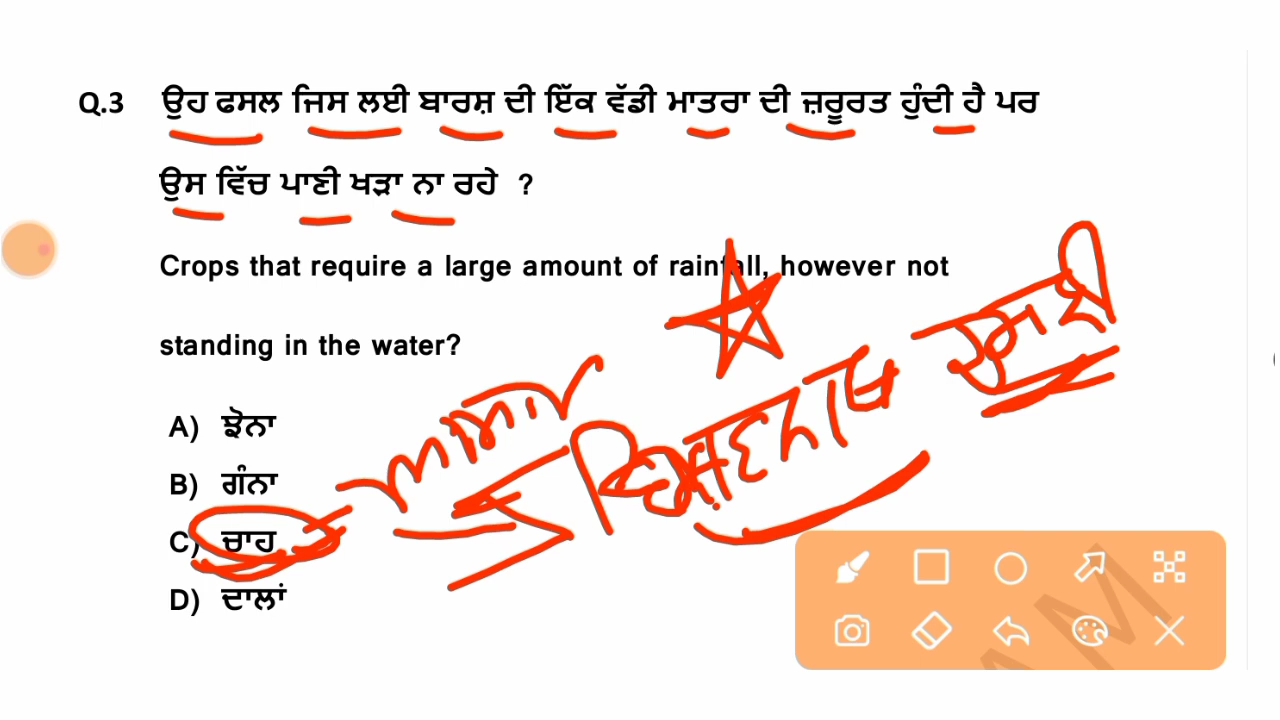 Q.3 ਉਹ ਫਸਲ ਜਿਸ ਲਈ ਬਾਰਸ਼ ਦੀ ਇੱਕ ਵੱਡੀ ਮਾਤਰਾ ਦੀ ਜ਼ਰੂਰਤ ਹੁੰਦੀ ਹੈ ਪਰ
ਉਸ ਵਿੱਚ ਪਾਣੀ ਖੜਾ ਨਾ ਰਹੇ ?
Crops that require a large amount of rainfall, however not
standing in the water?
A) ਝੋਨਾ
B) ਗੰਨਾ
C) ਚਾਹ
D) ਦਾਲਾਂ